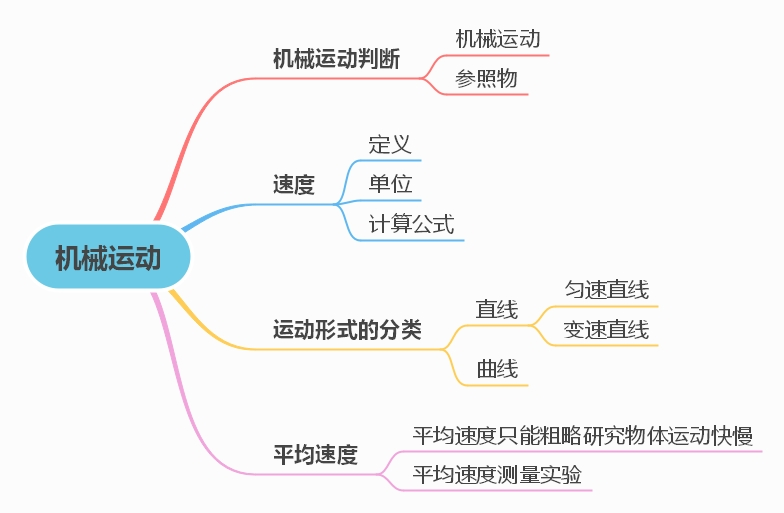 机械运动
机械运动判断
机械运动
参照物
速度
定义
单位
计算公式
运动形式的分类
直线
匀速直线
变速直线
曲线
平均速度
平均速度只能粗略研究物体运动快慢
平均速度测量实验